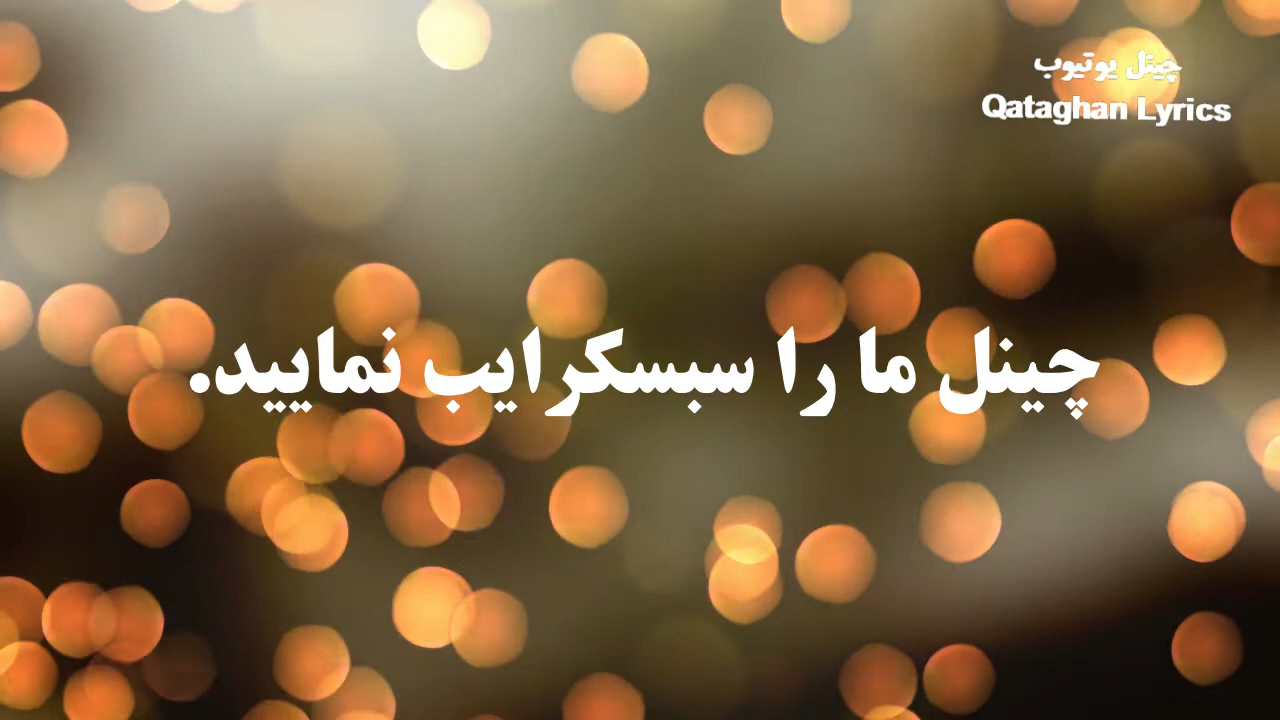 چینل یوتیوب
Qataghan Lyrics
چینل ما را سبسکرایب نمایید.